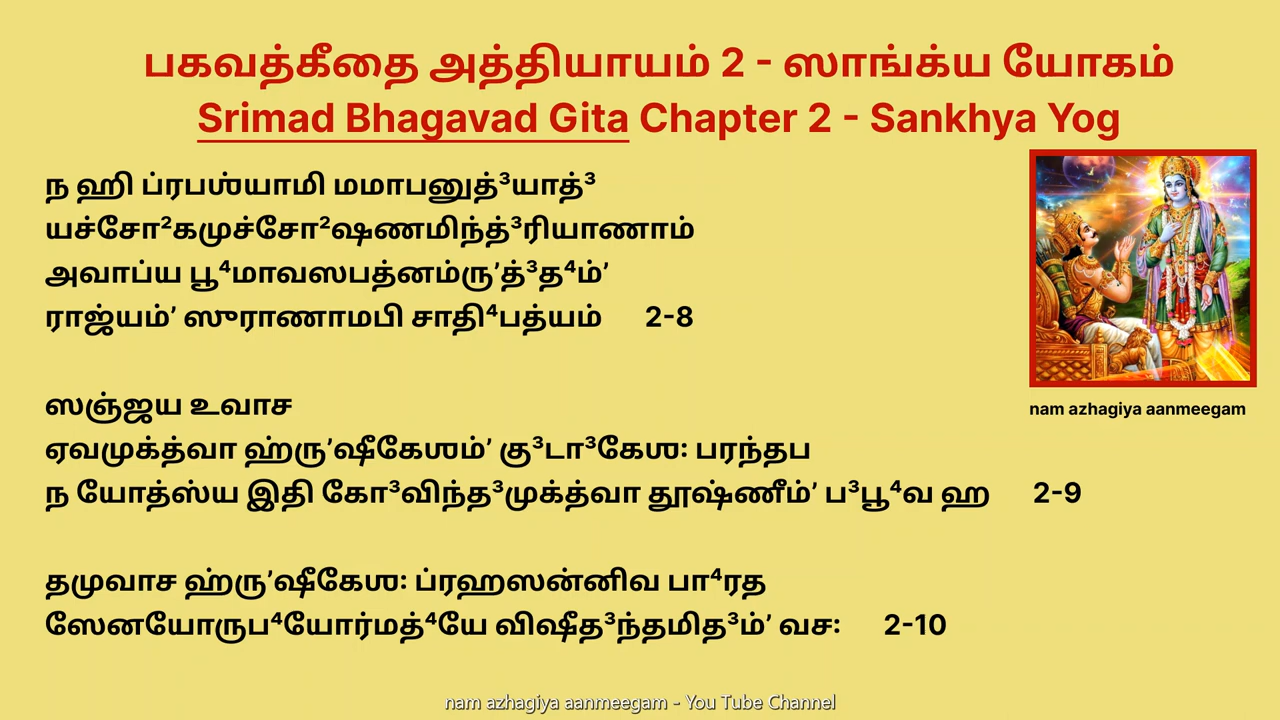 பகவத்கீதை அத்தியாயம் 2 - ஸாங்க்ய யோகம்
Srimad Bhagavad Gita Chapter 2 - Sankhya Yog
ந ஹி ப்ரபஶ்யாமி மமாபனுத்³யாத்³
யச்சோ²கமுச்சோ²ஷணமிந்த்³ரியாணாம்
அவாப்ய பூ⁴மாவஸபத்னம்ரு’த்³த⁴ம்’
ராஜ்யம்’ ஸுராணாமபி சாதி⁴பத்யம் 2-8
ஸஞ்ஜய உவாச
ஏவமுக்த்வா ஹ்ரு’ஷீகேஶம்’ கு³டா³கேஶ: பரந்தப
ந யோத்ஸ்ய இதி கோ³விந்த³முக்த்வா தூஷ்ணீம்’ ப³பூ⁴வ ஹ 2-9
தமுவாச ஹ்ரு’ஷீகேஶ: ப்ரஹஸன்னிவ பா⁴ரத
ஸேனயோருப⁴யோர்மத்⁴யே விஷீத³ந்தமித³ம்’ வச: 2-10
nam azhagiya aanmeegam
nam azhagiya aanmeegam - You Tube Channel